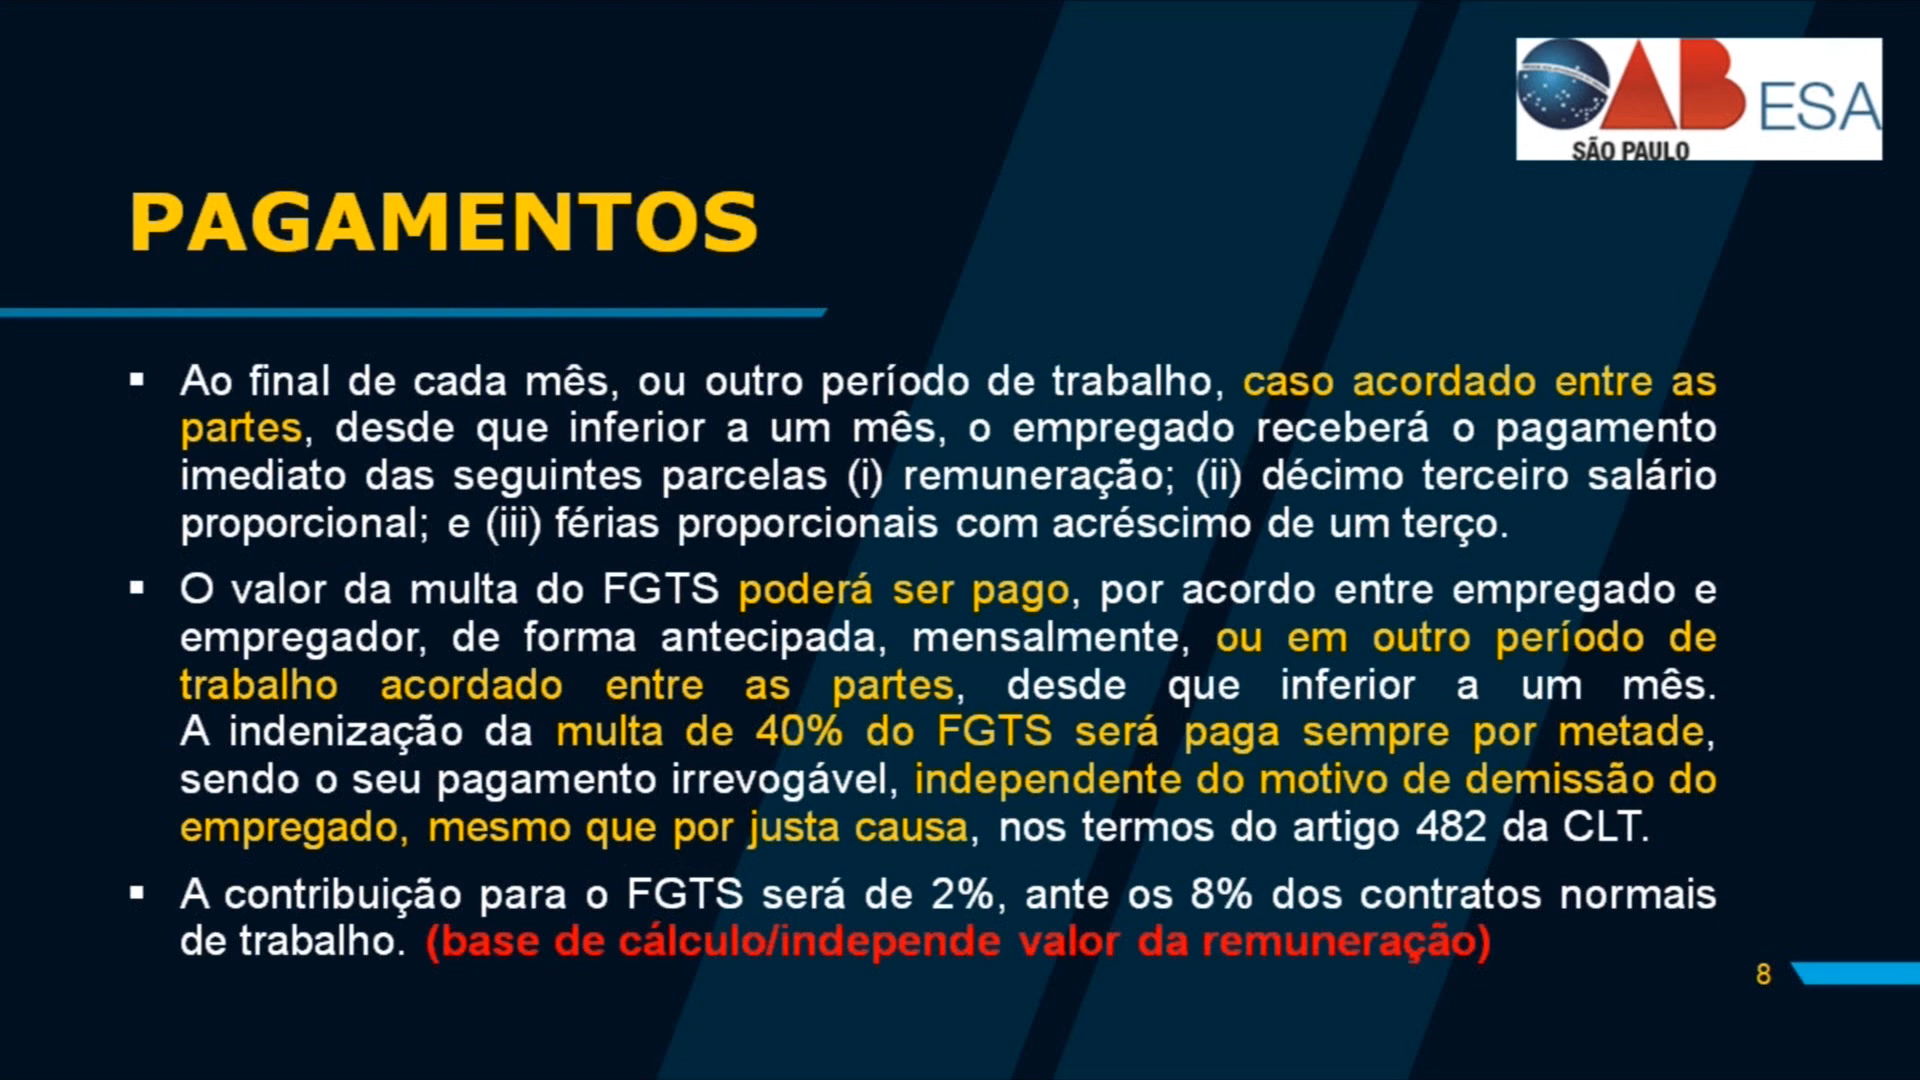 OAB ESA
SÃO PAULO
PAGAMENTOS
▪ Ao final de cada mês, ou outro período de trabalho, caso acordado entre as
partes, desde que inferior a um mês, o empregado receberá o pagamento
imediato das seguintes parcelas (i) remuneração; (ii) décimo terceiro salário
proporcional; e (iii) férias proporcionais com acréscimo de um terço.
▪ O valor da multa do FGTS poderá ser pago, por acordo entre empregado e
empregador, de forma antecipada, mensalmente, ou em outro período de
trabalho acordado entre as partes, desde que inferior a um mês.
A indenização da multa de 40% do FGTS será paga sempre por metade,
sendo o seu pagamento irrevogável, independente do motivo de demissão do
empregado, mesmo que por justa causa, nos termos do artigo 482 da CLT.
▪ A contribuição para o FGTS será de 2%, ante os 8% dos contratos normais
de trabalho. (base de cálculo/independe valor da remuneração)
8